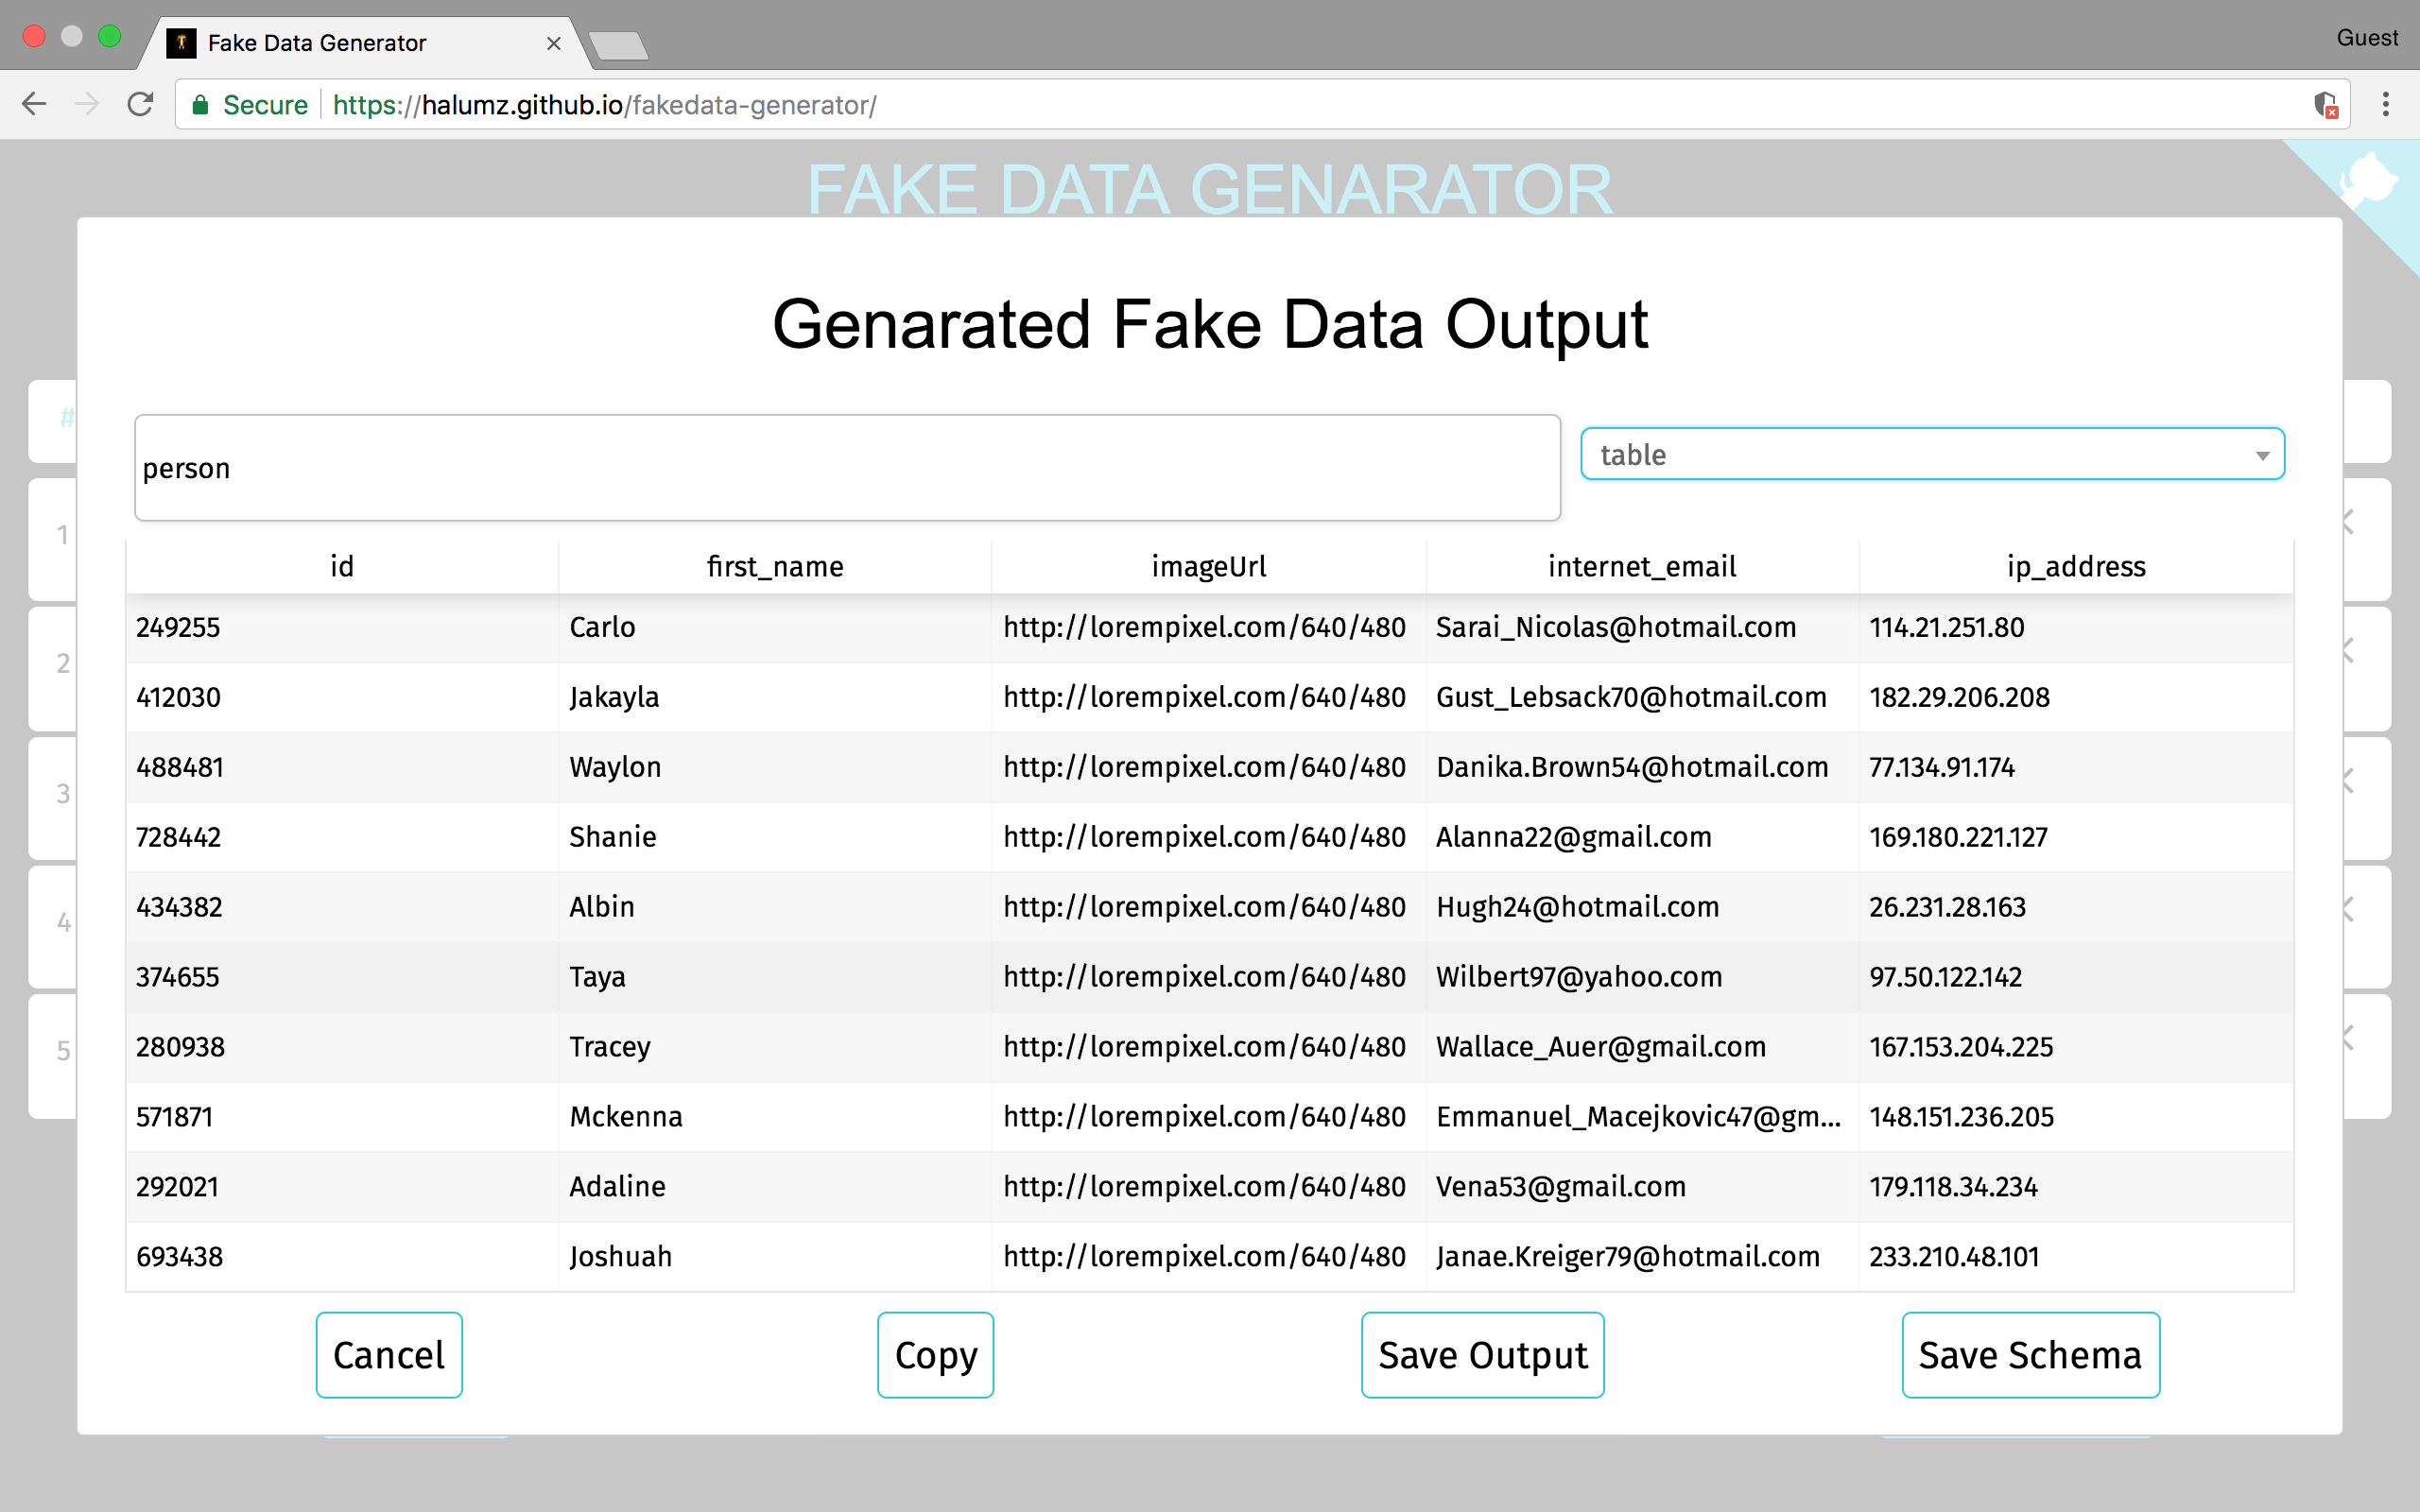 Fake Data Generator
Guest
Secure https://halumz.github.io/fakedata-generator/
FAKE DATA GENARATOR
Genarated Fake Data Output
#
person table
1
id first_name imageUrl internet_email ip_address
249255 Carlo http://lorempixel.com/640/480 Sarai_Nicolas@hotmail.com 114.21.251.80
2
412030 Jakayla http://lorempixel.com/640/480 Gust_Lebsack70@hotmail.com 182.29.206.208
488481 Waylon http://lorempixel.com/640/480 Danika.Brown54@hotmail.com 77.134.91.174
3
728442 Shanie http://lorempixel.com/640/480 Alanna22@gmail.com 169.180.221.127
434382 Albin http://lorempixel.com/640/480 Hugh24@hotmail.com 26.231.28.163
4
374655 Taya http://lorempixel.com/640/480 Wilbert97@yahoo.com 97.50.122.142
280938 Tracey http://lorempixel.com/640/480 Wallace_Auer@gmail.com 167.153.204.225
5
571871 Mckenna http://lorempixel.com/640/480 Emmanuel_Macejkovic47@gm... 148.151.236.205
292021 Adaline http://lorempixel.com/640/480 Vena53@gmail.com 179.118.34.234
693438 Joshuah http://lorempixel.com/640/480 Janae.Kreiger79@hotmail.com 233.210.48.101
Cancel Copy Save Output Save Schema